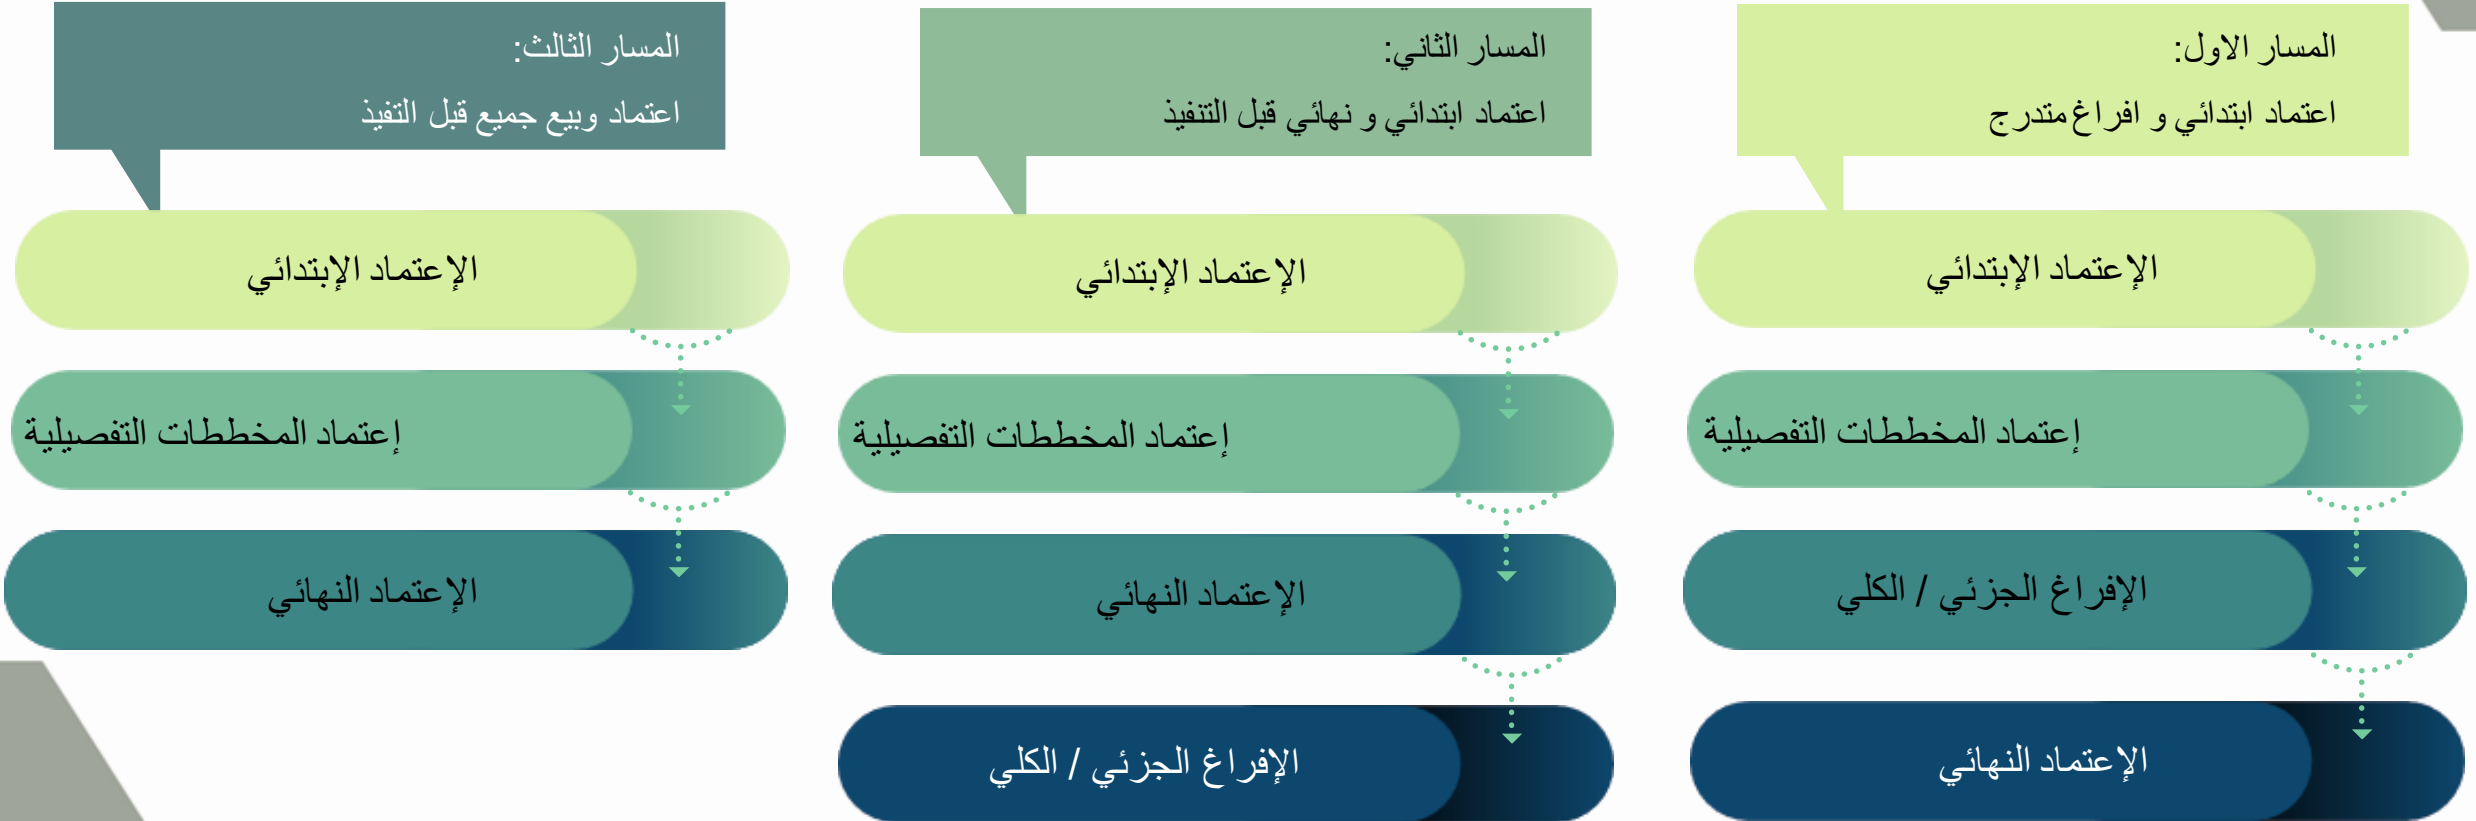 المسار الاول:
اعتماد ابتدائي و افراغ متدرج
الإعتماد الإبتدائي
إعتماد المخططات التفصيلية
الإفراغ الجزئي / الكلي
الإعتماد النهائي
المسار الثاني:
اعتماد ابتدائي و نهائي قبل التنفيذ
الإعتماد الإبتدائي
إعتماد المخططات التفصيلية
الإعتماد النهائي
الإفراغ الجزئي / الكلي
المسار الثالث:
اعتماد وبيع جميع قبل التفيذ
الإعتماد الإبتدائي
إعتماد المخططات التفصيلية
الإعتماد النهائي